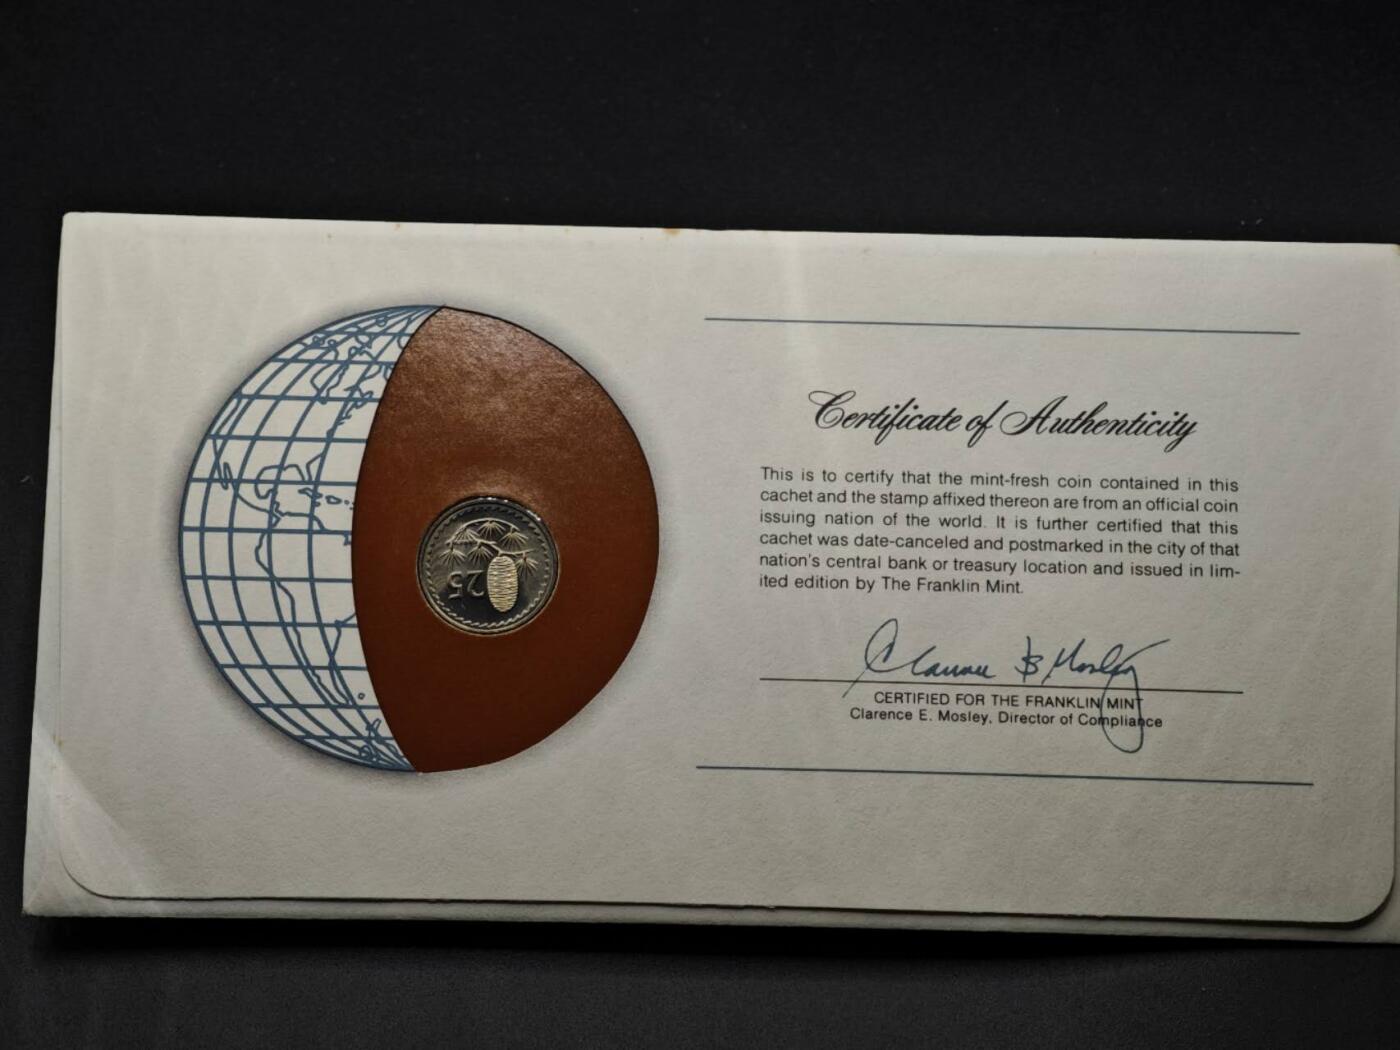 Certificate of Authenticity
This is to certify that the mint-fresh coin contained in this
cachet and the stamp affixed thereon are from an official coin
issuing nation of the world. It is further certified that this
cachet was date-canceled and postmarked in the city of that
nation's central bank or treasury location and issued in lim-
ited edition by The Franklin Mint.
Clarence E Mosley
CERTIFIED FOR THE FRANKLIN MINT
Clarence E. Mosley, Director of Compliance
25